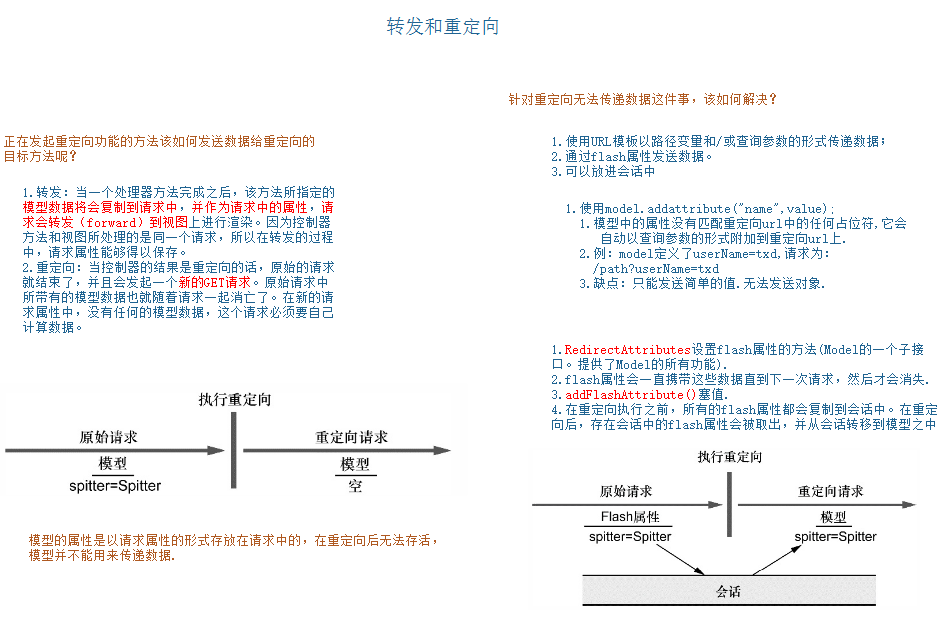 转发和重定向
正在发起重定向功能的方法该如何发送数据给重定向的
目标方法呢？
1.转发：当一个处理器方法完成之后，该方法所指定的
模型数据将会复制到请求中，并作为请求中的属性，请
求会转发（forward）到视图上进行渲染。因为控制器
方法和视图所处理的是同一个请求，所以在转发的过程
中，请求属性能够得以保存。
2.重定向：当控制器的结果是重定向的话，原始的请求
就结束了，并且会发起一个新的GET请求。原始请求中
所带有的模型数据也就随着请求一起消亡了。在新的请
求属性中，没有任何的模型数据，这个请求必须要自己
计算数据。
执行重定向
原始请求
重定向请求
模型
模型
spitter=Spitter
空
模型的属性是以请求属性的形式存放在请求中的，在重定向后无法存活，
模型并不能用来传递数据.
针对重定向无法传递数据这件事，该如何解决？
1.使用URL模板以路径变量和/或查询参数的形式传递数据；
2.通过flash属性发送数据。
3.可以放进会话中
1.使用model.addattribute("name",value);
1.模型中的属性没有匹配重定向url中的任何占位符,它会
自动以查询参数的形式附加到重定向url上.
2.例：model定义了userName=txd,请求为：
/path?userName=txd
3.缺点：只能发送简单的值.无法发送对象.
1.RedirectAttributes设置flash属性的方法(Model的一个子接
口。提供了Model的所有功能).
2.flash属性会一直携带这些数据直到下一次请求，然后才会消失.
3.addFlashAttribute()塞值.
4.在重定向执行之前，所有的flash属性都会复制到会话中。在重定
向后，存在会话中的flash属性会被取出，并从会话转移到模型之中
执行重定向
原始请求
重定向请求
Flash属性
模型
spitter=Spitter
spitter=Spitter
会话